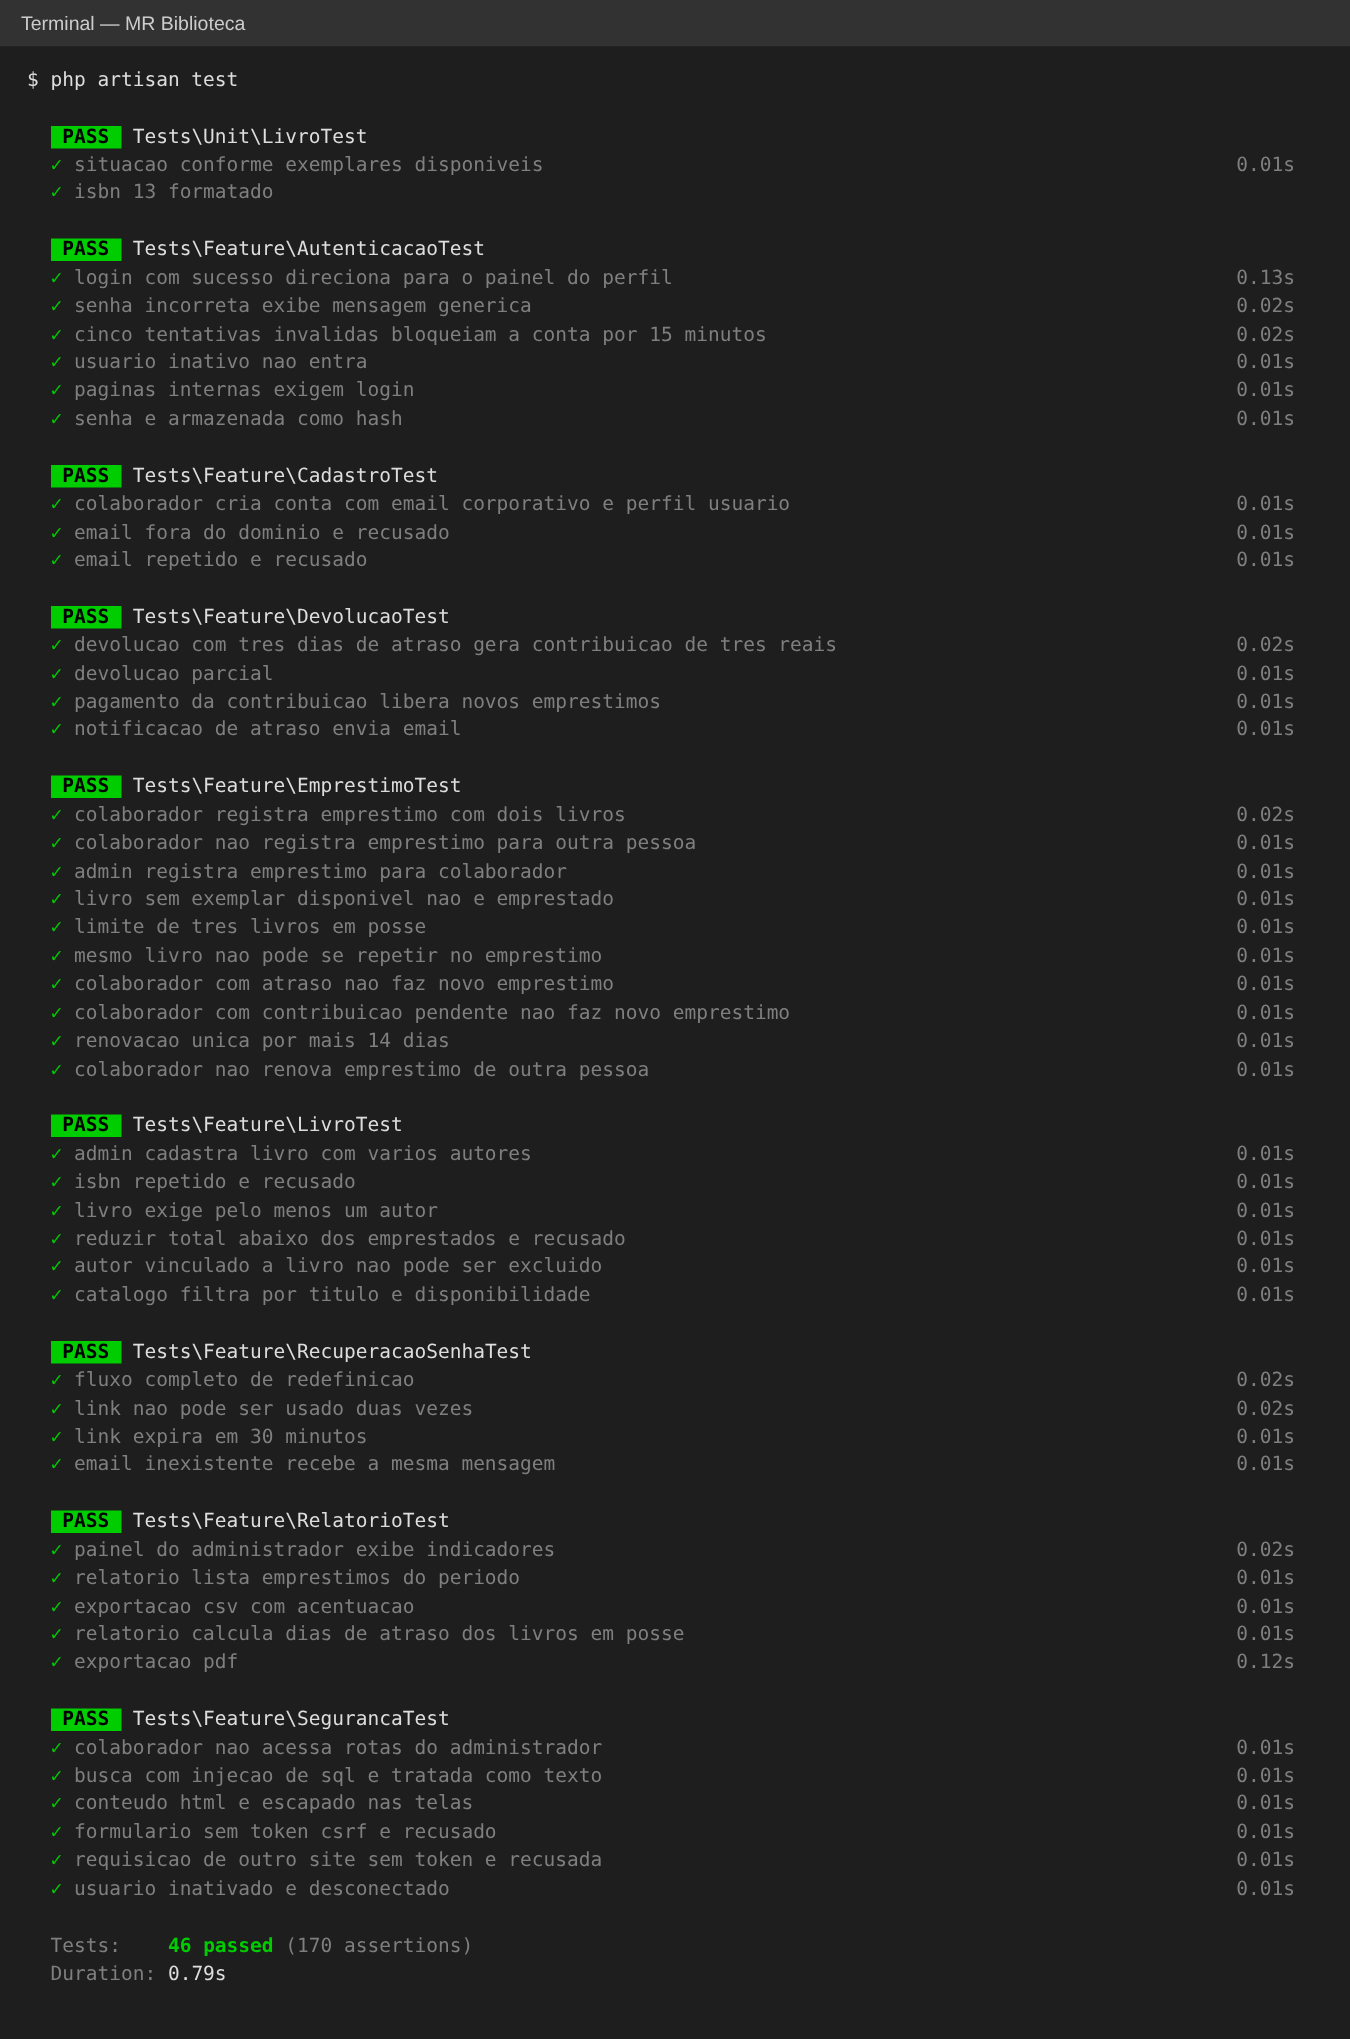 Terminal — MR Biblioteca
$ php artisan test
PASS Tests\Unit\LivroTest
✓ situacao conforme exemplares disponiveis 0.01s
✓ isbn 13 formatado
PASS Tests\Feature\AutenticacaoTest
✓ login com sucesso direciona para o painel do perfil 0.13s
✓ senha incorreta exibe mensagem generica 0.02s
✓ cinco tentativas invalidas bloqueiam a conta por 15 minutos 0.02s
✓ usuario inativo nao entra 0.01s
✓ paginas internas exigem login 0.01s
✓ senha e armazenada como hash 0.01s
PASS Tests\Feature\CadastroTest
✓ colaborador cria conta com email corporativo e perfil usuario 0.01s
✓ email fora do dominio e recusado 0.01s
✓ email repetido e recusado 0.01s
PASS Tests\Feature\DevolucaoTest
✓ devolucao com tres dias de atraso gera contribuicao de tres reais 0.02s
✓ devolucao parcial 0.01s
✓ pagamento da contribuicao libera novos emprestimos 0.01s
✓ notificacao de atraso envia email 0.01s
PASS Tests\Feature\EmprestimoTest
✓ colaborador registra emprestimo com dois livros 0.02s
✓ colaborador nao registra emprestimo para outra pessoa 0.01s
✓ admin registra emprestimo para colaborador 0.01s
✓ livro sem exemplar disponivel nao e emprestado 0.01s
✓ limite de tres livros em posse 0.01s
✓ mesmo livro nao pode se repetir no emprestimo 0.01s
✓ colaborador com atraso nao faz novo emprestimo 0.01s
✓ colaborador com contribuicao pendente nao faz novo emprestimo 0.01s
✓ renovacao unica por mais 14 dias 0.01s
✓ colaborador nao renova emprestimo de outra pessoa 0.01s
PASS Tests\Feature\LivroTest
✓ admin cadastra livro com varios autores 0.01s
✓ isbn repetido e recusado 0.01s
✓ livro exige pelo menos um autor 0.01s
✓ reduzir total abaixo dos emprestados e recusado 0.01s
✓ autor vinculado a livro nao pode ser excluido 0.01s
✓ catalogo filtra por titulo e disponibilidade 0.01s
PASS Tests\Feature\RecuperacaoSenhaTest
✓ fluxo completo de redefinicao 0.02s
✓ link nao pode ser usado duas vezes 0.02s
✓ link expira em 30 minutos 0.01s
✓ email inexistente recebe a mesma mensagem 0.01s
PASS Tests\Feature\RelatorioTest
✓ painel do administrador exibe indicadores 0.02s
✓ relatorio lista emprestimos do periodo 0.01s
✓ exportacao csv com acentuacao 0.01s
✓ relatorio calcula dias de atraso dos livros em posse 0.01s
✓ exportacao pdf 0.12s
PASS Tests\Feature\SegurancaTest
✓ colaborador nao acessa rotas do administrador 0.01s
✓ busca com injecao de sql e tratada como texto 0.01s
✓ conteudo html e escapado nas telas 0.01s
✓ formulario sem token csrf e recusado 0.01s
✓ requisicao de outro site sem token e recusada 0.01s
✓ usuario inativado e desconectado 0.01s
Tests: 46 passed (170 assertions)
Duration: 0.79s